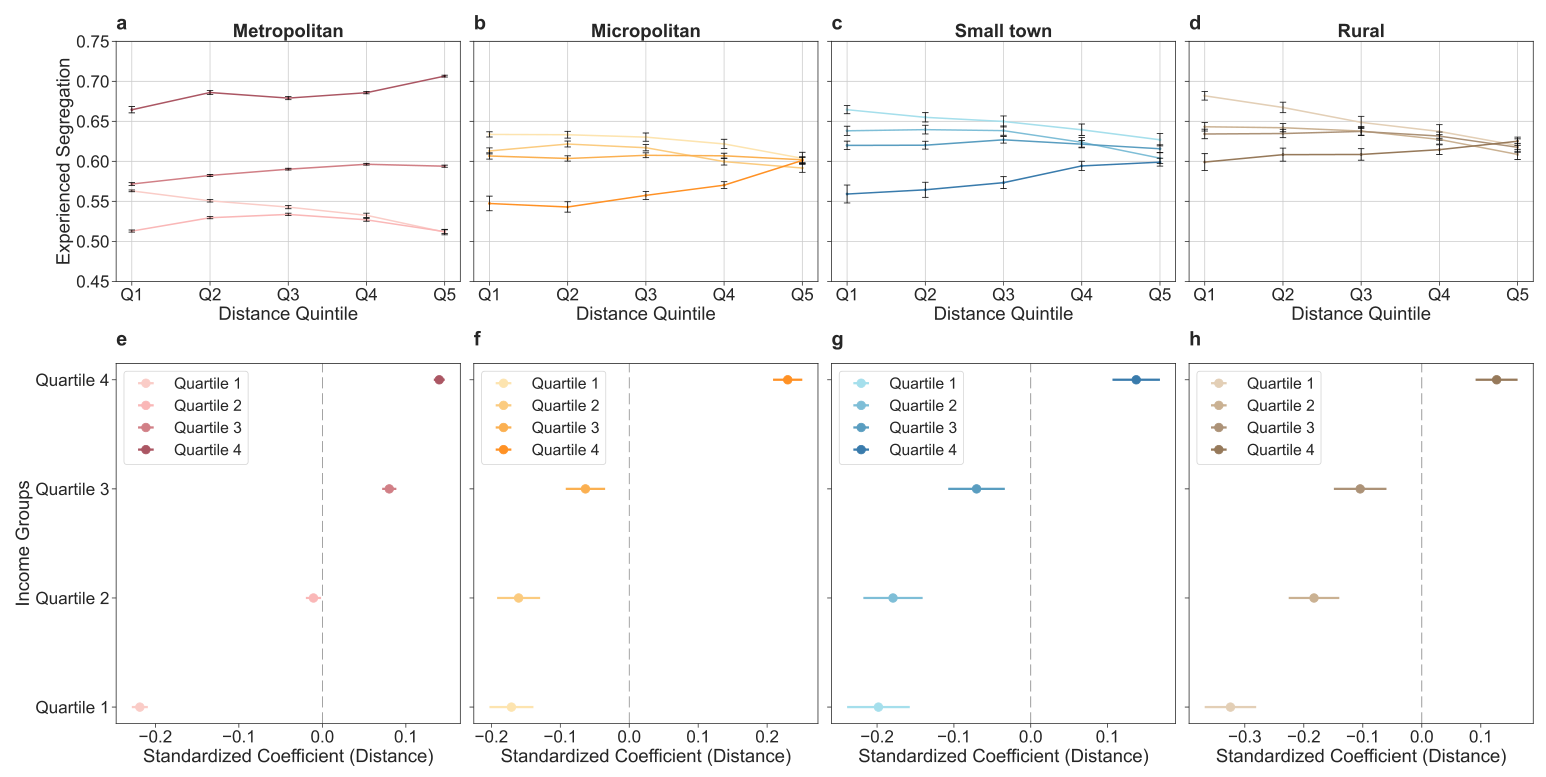 a
Metropolitan
b
Micropolitan
c
Small town
d
Rural
Experienced Segregation
0.75
0.70
0.65
0.60
0.55
0.50
0.45
Q1 Q2 Q3 Q4 Q5
Distance Quintile
Q1 Q2 Q3 Q4 Q5
Distance Quintile
Q1 Q2 Q3 Q4 Q5
Distance Quintile
Q1 Q2 Q3 Q4 Q5
Distance Quintile
Income Groups
Quartile 4
Quartile 3
Quartile 2
Quartile 1
e
Quartile 1
Quartile 2
Quartile 3
Quartile 4
−0.2 −0.1 0.0 0.1
Standardized Coefficient (Distance)
f
Quartile 1
Quartile 2
Quartile 3
Quartile 4
−0.2 −0.1 0.0 0.1 0.2
Standardized Coefficient (Distance)
g
Quartile 1
Quartile 2
Quartile 3
Quartile 4
−0.2 −0.1 0.0 0.1
Standardized Coefficient (Distance)
h
Quartile 1
Quartile 2
Quartile 3
Quartile 4
−0.3 −0.2 −0.1 0.0 0.1
Standardized Coefficient (Distance)